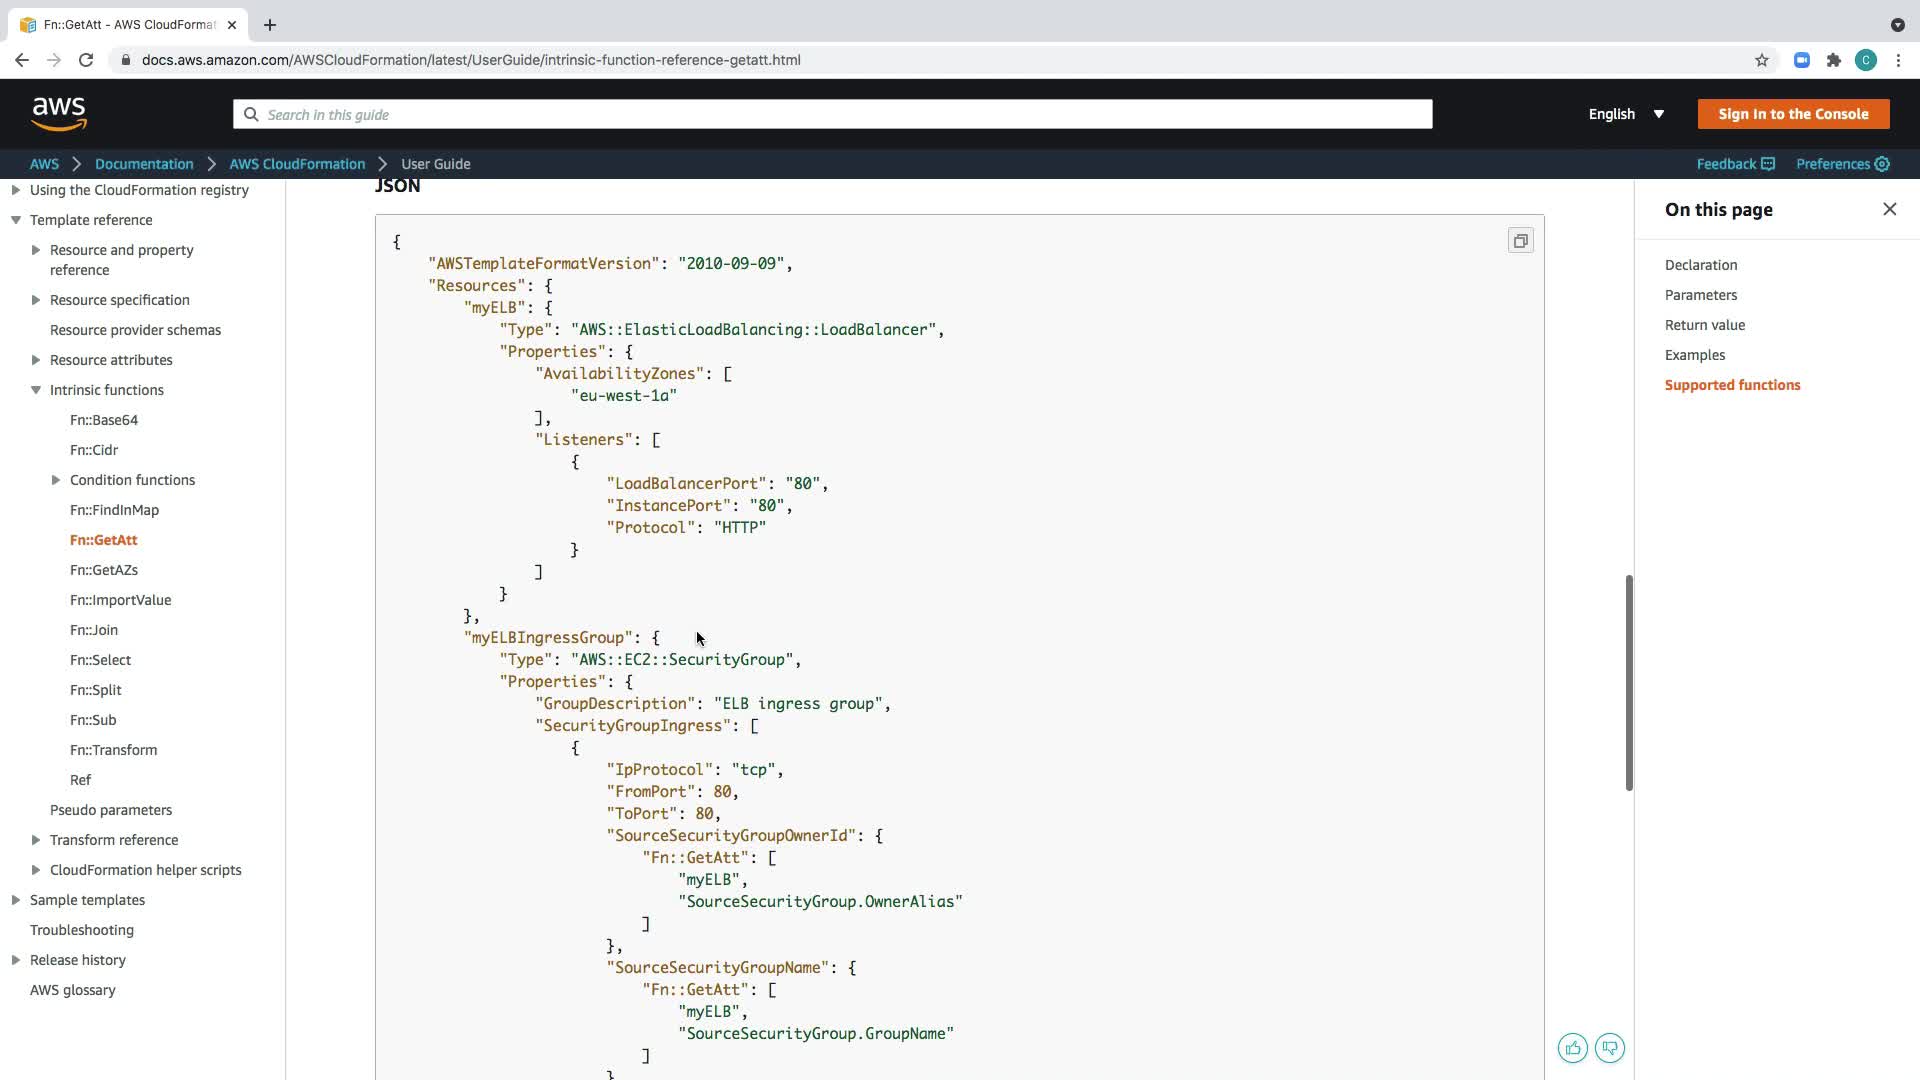 Fn::GetAtt - AWS CloudFormat
docs.aws.amazon.com/AWSCloudFormation/latest/UserGuide/intrinsic-function-reference-getatt.html
C
aws
Search in this guide
English
Sign In to the Console
AWS
Documentation
AWS CloudFormation
User Guide
Feedback
Preferences
Using the CloudFormation registry
Template reference
Resource and property
reference
Resource specification
Resource provider schemas
Resource attributes
Intrinsic functions
Fn::Base64
Fn::Cidr
Condition functions
Fn::FindInMap
Fn::GetAtt
Fn::GetAZs
Fn::ImportValue
Fn::Join
Fn::Select
Fn::Split
Fn::Sub
Fn::Transform
Ref
Pseudo parameters
Transform reference
CloudFormation helper scripts
Sample templates
Troubleshooting
Release history
AWS glossary
JSON
{
"AWSTemplateFormatVersion": "2010-09-09",
"Resources": {
"myELB": {
"Type": "AWS::ElasticLoadBalancing::LoadBalancer",
"Properties": {
"AvailabilityZones": [
"eu-west-1a"
],
"Listeners": [
{
"LoadBalancerPort": "80",
"InstancePort": "80",
"Protocol": "HTTP"
}
]
}
},
"myELBIngressGroup": {
"Type": "AWS::EC2::SecurityGroup",
"Properties": {
"GroupDescription": "ELB ingress group",
"SecurityGroupIngress": [
{
"IpProtocol": "tcp",
"FromPort": 80,
"ToPort": 80,
"SourceSecurityGroupOwnerId": {
"Fn::GetAtt": [
"myELB",
"SourceSecurityGroup.OwnerAlias"
]
},
"SourceSecurityGroupName": {
"Fn::GetAtt": [
"myELB",
"SourceSecurityGroup.GroupName"
]
}
On this page
Declaration
Parameters
Return value
Examples
Supported functions